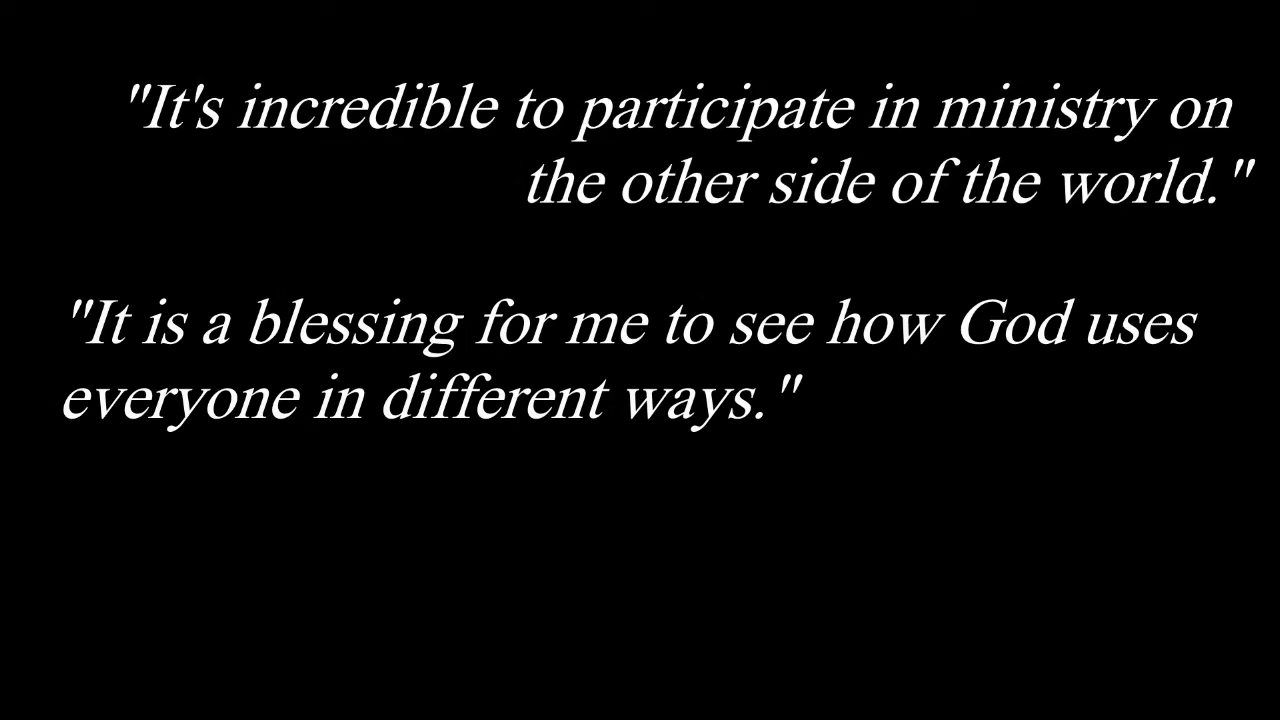 "It's incredible to participate in ministry on
the other side of the world."
"It is a blessing for me to see how God uses
everyone in different ways."